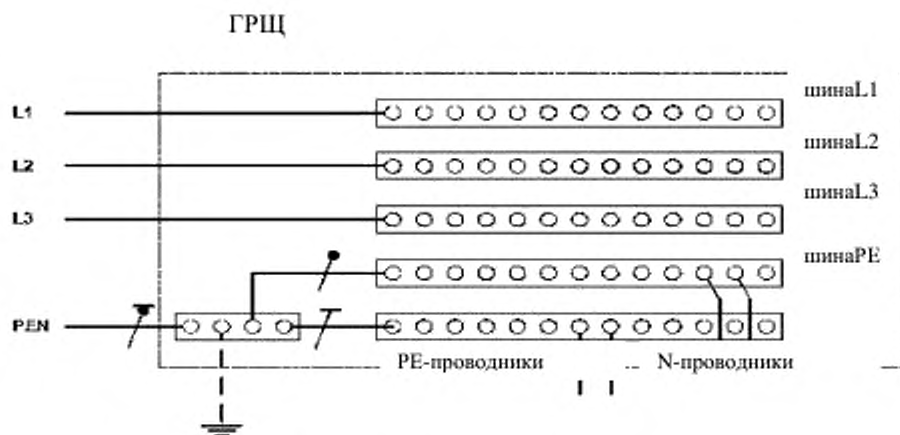 ГРЩ
L1
шинаL1
L2
шинаL2
L3
шинаL3
шинаPE
PEN
PE-проводники
N-проводники